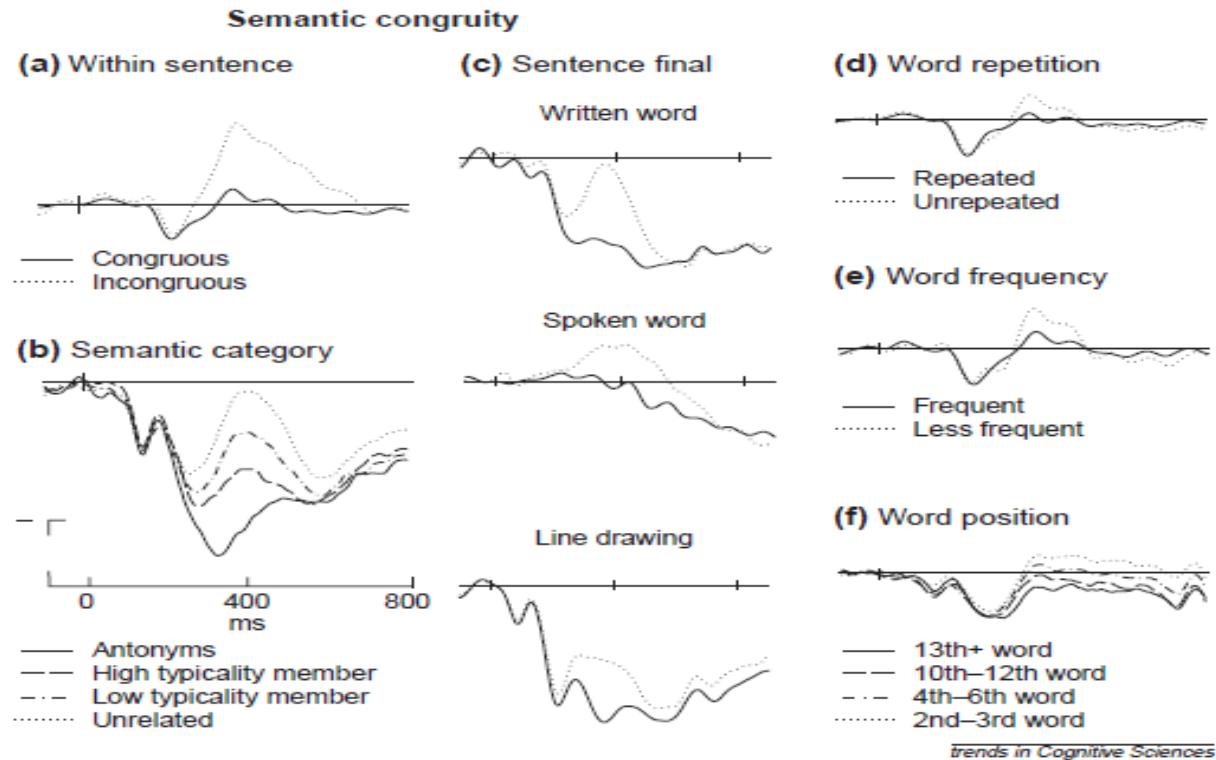 Semantic congruity
(a) Within sentence
Congruous
Incongruous
(b) Semantic category
–
0 400 800
ms
Antonyms
High typicality member
Low typicality member
Unrelated
(c) Sentence final
Written word
Spoken word
Line drawing
(d) Word repetition
Repeated
Unrepeated
(e) Word frequency
Frequent
Less frequent
(f) Word position
13th+ word
10th–12th word
4th–6th word
2nd–3rd word
trends in Cognitive Sciences